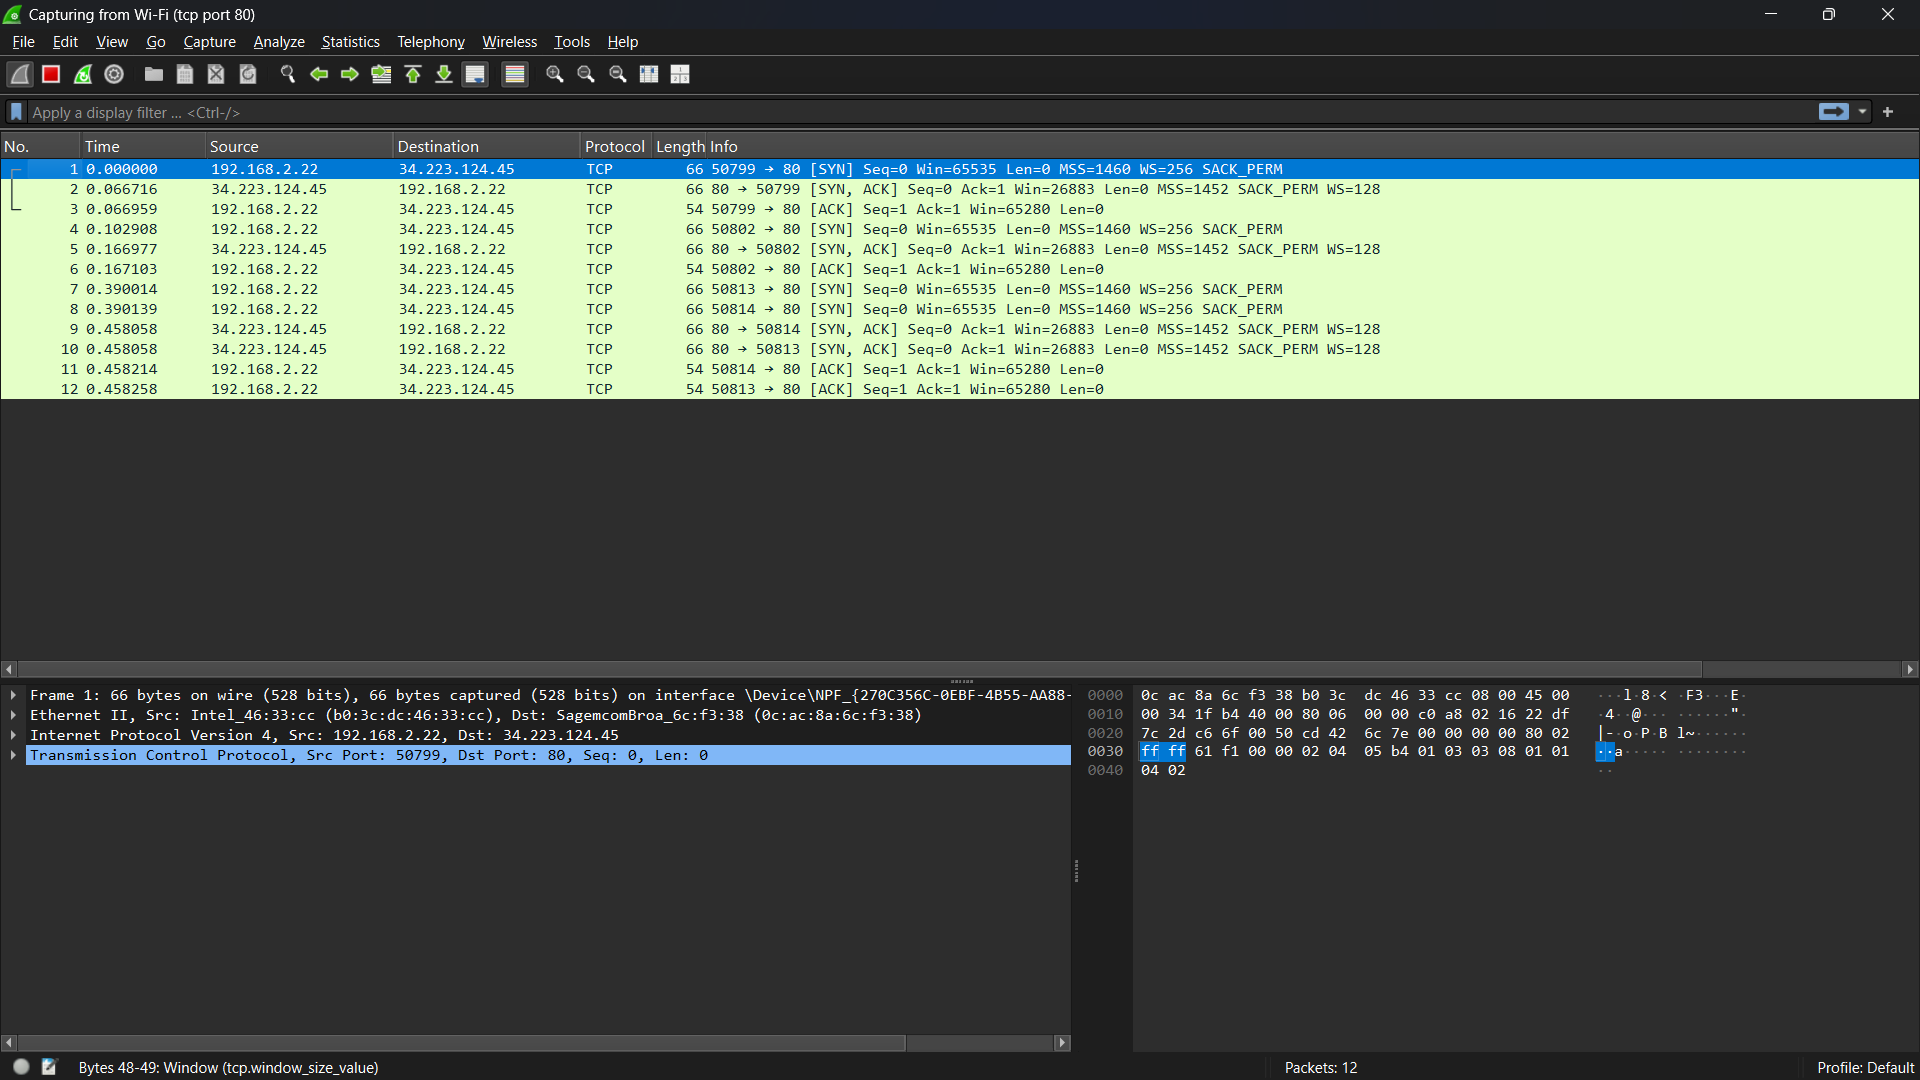 Capturing from Wi-Fi (tcp port 80)
File Edit View Go Capture Analyze Statistics Telephony Wireless Tools Help
Apply a display filter ... <Ctrl-/>
No. Time Source Destination Protocol Length Info
1 0.000000 192.168.2.22 34.223.124.45 TCP 66 50799 → 80 [SYN] Seq=0 Win=65535 Len=0 MSS=1460 WS=256 SACK_PERM
2 0.066716 34.223.124.45 192.168.2.22 TCP 66 80 → 50799 [SYN, ACK] Seq=0 Ack=1 Win=26883 Len=0 MSS=1452 SACK_PERM WS=128
3 0.066959 192.168.2.22 34.223.124.45 TCP 54 50799 → 80 [ACK] Seq=1 Ack=1 Win=65280 Len=0
4 0.102908 192.168.2.22 34.223.124.45 TCP 66 50802 → 80 [SYN] Seq=0 Win=65535 Len=0 MSS=1460 WS=256 SACK_PERM
5 0.166977 34.223.124.45 192.168.2.22 TCP 66 80 → 50802 [SYN, ACK] Seq=0 Ack=1 Win=26883 Len=0 MSS=1452 SACK_PERM WS=128
6 0.167103 192.168.2.22 34.223.124.45 TCP 54 50802 → 80 [ACK] Seq=1 Ack=1 Win=65280 Len=0
7 0.390014 192.168.2.22 34.223.124.45 TCP 66 50813 → 80 [SYN] Seq=0 Win=65535 Len=0 MSS=1460 WS=256 SACK_PERM
8 0.390139 192.168.2.22 34.223.124.45 TCP 66 50814 → 80 [SYN] Seq=0 Win=65535 Len=0 MSS=1460 WS=256 SACK_PERM
9 0.458058 34.223.124.45 192.168.2.22 TCP 66 80 → 50814 [SYN, ACK] Seq=0 Ack=1 Win=26883 Len=0 MSS=1452 SACK_PERM WS=128
10 0.458058 34.223.124.45 192.168.2.22 TCP 66 80 → 50813 [SYN, ACK] Seq=0 Ack=1 Win=26883 Len=0 MSS=1452 SACK_PERM WS=128
11 0.458214 192.168.2.22 34.223.124.45 TCP 54 50814 → 80 [ACK] Seq=1 Ack=1 Win=65280 Len=0
12 0.458258 192.168.2.22 34.223.124.45 TCP 54 50813 → 80 [ACK] Seq=1 Ack=1 Win=65280 Len=0
Frame 1: 66 bytes on wire (528 bits), 66 bytes captured (528 bits) on interface \Device\NPF_{270C356C-0EBF-4B55-AA88-
Ethernet II, Src: Intel_46:33:cc (b0:3c:dc:46:33:cc), Dst: SagemcomBroa_6c:f3:38 (0c:ac:8a:6c:f3:38)
Internet Protocol Version 4, Src: 192.168.2.22, Dst: 34.223.124.45
Transmission Control Protocol, Src Port: 50799, Dst Port: 80, Seq: 0, Len: 0
0000 0c ac 8a 6c f3 38 b0 3c dc 46 33 cc 08 00 45 00 ···l·8·< ·F3···E·
0010 00 34 1f b4 40 00 80 06 00 00 c0 a8 02 16 22 df ·4··@··· ······"·
0020 7c 2d c6 6f 00 50 cd 42 6c 7e 00 00 00 00 80 02 |-·o·P·B l~······
0030 ff ff 61 f1 00 00 02 04 05 b4 01 03 03 08 01 01 ··a····· ········
0040 04 02 ··
Bytes 48-49: Window (tcp.window_size_value)
Packets: 12
Profile: Default